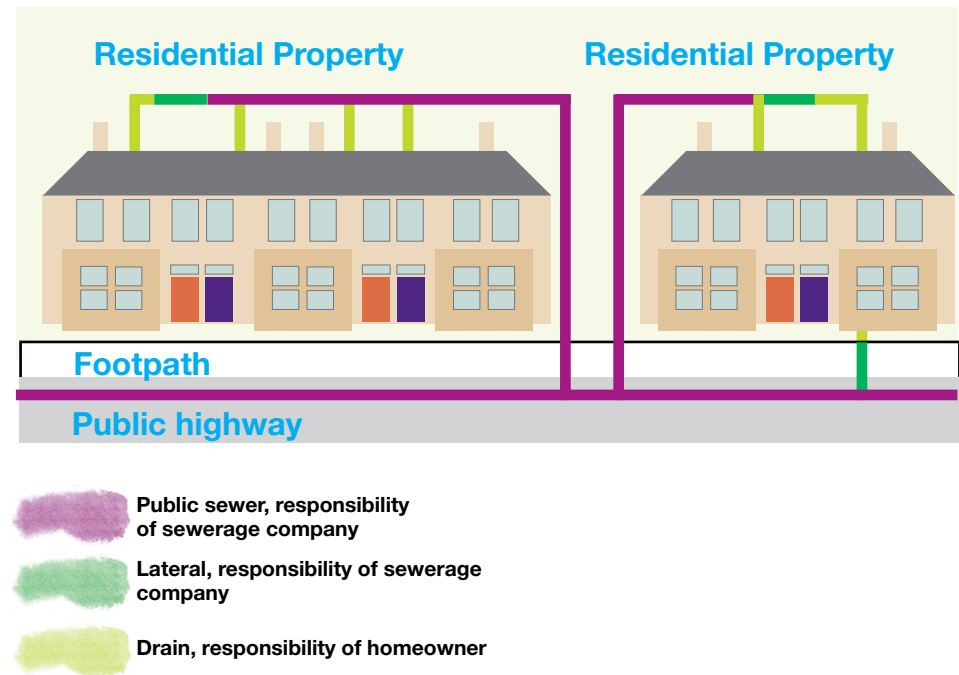 Residential Property
Residential Property
Footpath
Public highway
Public sewer, responsibility
of sewerage company
Lateral, responsibility of sewerage
company
Drain, responsibility of homeowner